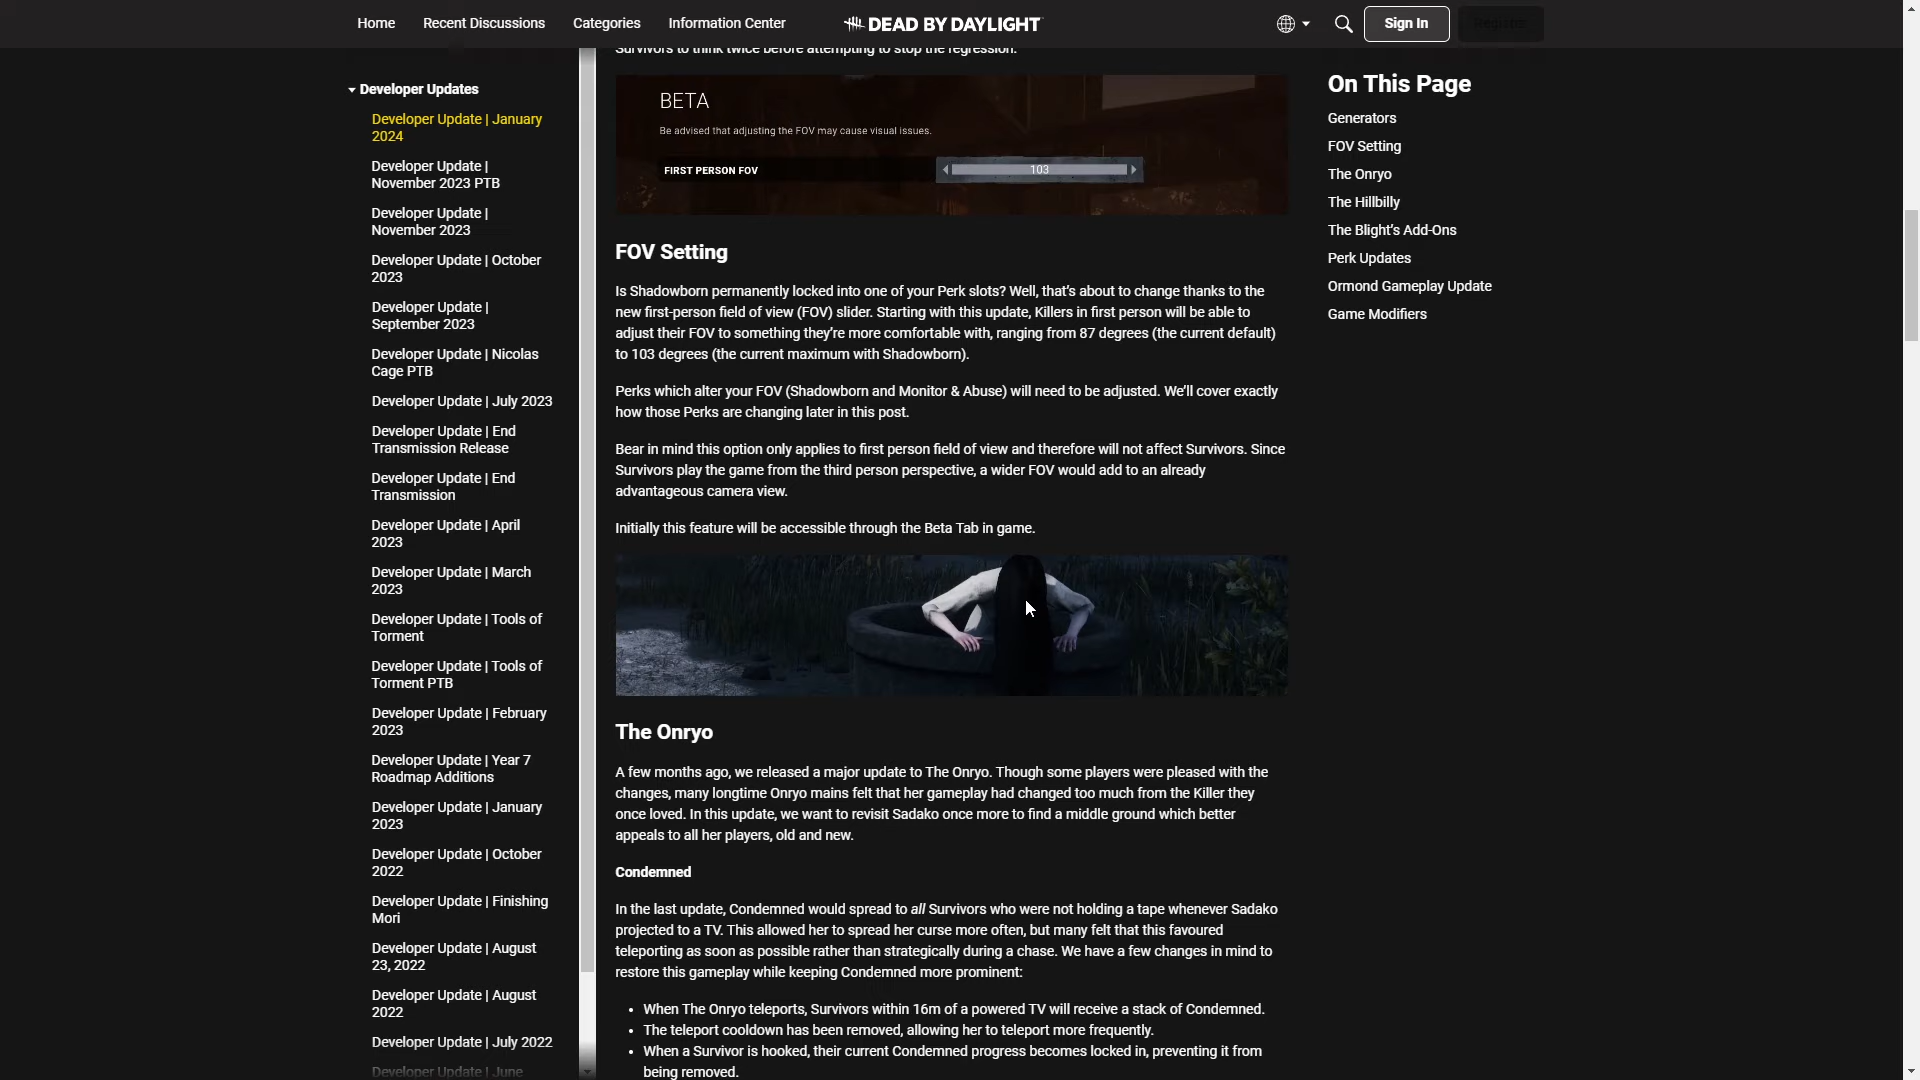 Home
Recent Discussions
Categories
Information Center
DEAD BY DAYLIGHT
Sign In
Register
Developer Updates
Developer Update | January
2024
Developer Update |
November 2023 PTB
Developer Update |
November 2023
Developer Update | October
2023
Developer Update |
September 2023
Developer Update | Nicolas
Cage PTB
Developer Update | July 2023
Developer Update | End
Transmission Release
Developer Update | End
Transmission
Developer Update | April
2023
Developer Update | March
2023
Developer Update | Tools of
Torment
Developer Update | Tools of
Torment PTB
Developer Update | February
2023
Developer Update | Year 7
Roadmap Additions
Developer Update | January
2023
Developer Update | October
2022
Developer Update | Finishing
Mori
Developer Update | August
23, 2022
Developer Update | August
2022
Developer Update | July 2022
Developer Update | June
Survivors to think twice before attempting to stop the regression.
BETA
Be advised that adjusting the FOV may cause visual issues.
FIRST PERSON FOV
103
FOV Setting
Is Shadowborn permanently locked into one of your Perk slots? Well, that’s about to change thanks to the
new first-person field of view (FOV) slider. Starting with this update, Killers in first person will be able to
adjust their FOV to something they’re more comfortable with, ranging from 87 degrees (the current default)
to 103 degrees (the current maximum with Shadowborn).
Perks which alter your FOV (Shadowborn and Monitor & Abuse) will need to be adjusted. We’ll cover exactly
how those Perks are changing later in this post.
Bear in mind this option only applies to first person field of view and therefore will not affect Survivors. Since
Survivors play the game from the third person perspective, a wider FOV would add to an already
advantageous camera view.
Initially this feature will be accessible through the Beta Tab in game.
The Onryo
A few months ago, we released a major update to The Onryo. Though some players were pleased with the
changes, many longtime Onryo mains felt that her gameplay had changed too much from the Killer they
once loved. In this update, we want to revisit Sadako once more to find a middle ground which better
appeals to all her players, old and new.
Condemned
In the last update, Condemned would spread to all Survivors who were not holding a tape whenever Sadako
projected to a TV. This allowed her to spread her curse more often, but many felt that this favoured
teleporting as soon as possible rather than strategically during a chase. We have a few changes in mind to
restore this gameplay while keeping Condemned more prominent:
• When The Onryo teleports, Survivors within 16m of a powered TV will receive a stack of Condemned.
• The teleport cooldown has been removed, allowing her to teleport more frequently.
• When a Survivor is hooked, their current Condemned progress becomes locked in, preventing it from
being removed.
On This Page
Generators
FOV Setting
The Onryo
The Hillbilly
The Blight’s Add-Ons
Perk Updates
Ormond Gameplay Update
Game Modifiers